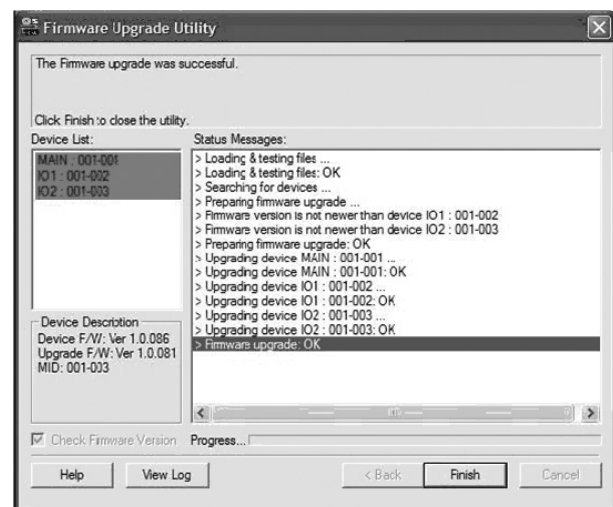 Firmware Upgrade Utility
The Firmware upgrade was successful.
Click Finish to close the utility.
Device List:
MAIN : 001-001
IO1 : 001-002
IO2 : 001-003
Status Messages:
> Loading & testing files ...
> Loading & testing files: OK
> Searching for devices ...
> Preparing firmware upgrade ...
> Firmware version is not newer than device IO1 : 001-002
> Firmware version is not newer than device IO2 : 001-003
> Preparing firmware upgrade: OK
> Upgrading device MAIN : 001-001 ...
> Upgrading device MAIN : 001-001: OK
> Upgrading device IO1 : 001-002 ...
> Upgrading device IO1 : 001-002: OK
> Upgrading device IO2 : 001-003 ...
> Upgrading device IO2 : 001-003: OK
> Firmware upgrade: OK
Device Description
Device F/W: Ver 1.0.086
Upgrade F/W: Ver 1.0.081
MID: 001-003
Check Firmware Version
Progress...
Help
View Log
< Back
Finish
Cancel